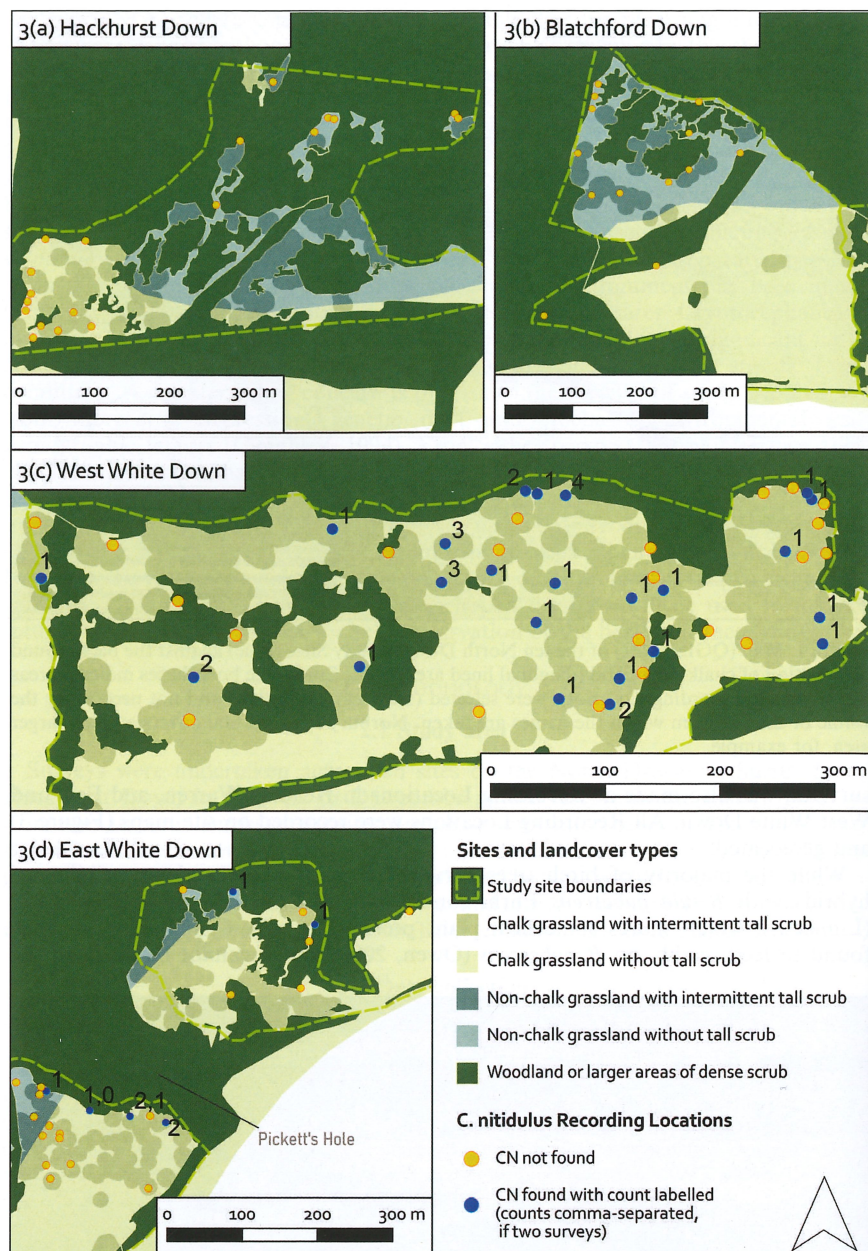 3(a) Hackhurst Down
0 100 200 300 m
3(b) Blatchford Down
0 100 200 300 m
3(c) West White Down
2 1 4
1
1
1
3
1
3
1
1
1
1
1
1
1
1
2
1
1
1
1
2
0 100 200 300 m
3(d) East White Down
1
1
1
1,0
2,1
2
Pickett's Hole
0 100 200 300 m
Sites and landcover types
Study site boundaries
Chalk grassland with intermittent tall scrub
Chalk grassland without tall scrub
Non-chalk grassland with intermittent tall scrub
Non-chalk grassland without tall scrub
Woodland or larger areas of dense scrub
C. nitidulus Recording Locations
CN not found
CN found with count labelled
(counts comma-separated,
if two surveys)